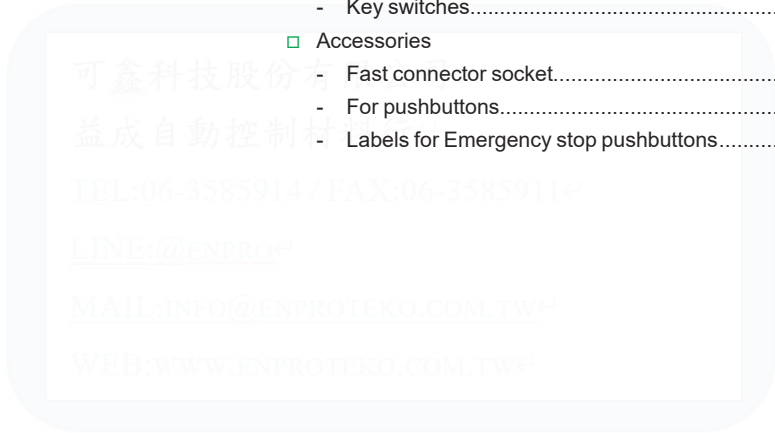 - Key switches
□ Accessories
- Fast connector socket
- For pushbuttons
- Labels for Emergency stop pushbuttons
可鑫科技股份有限公司
益成自動控制材料行
TEL:06-3585914 / FAX:06-3585911↵
LINE:@ENPRO↵
MAIL:INFO@ENPROTEKO.COM.TW↵
WEB:WWW.ENPROTEKO.COM.TW↵